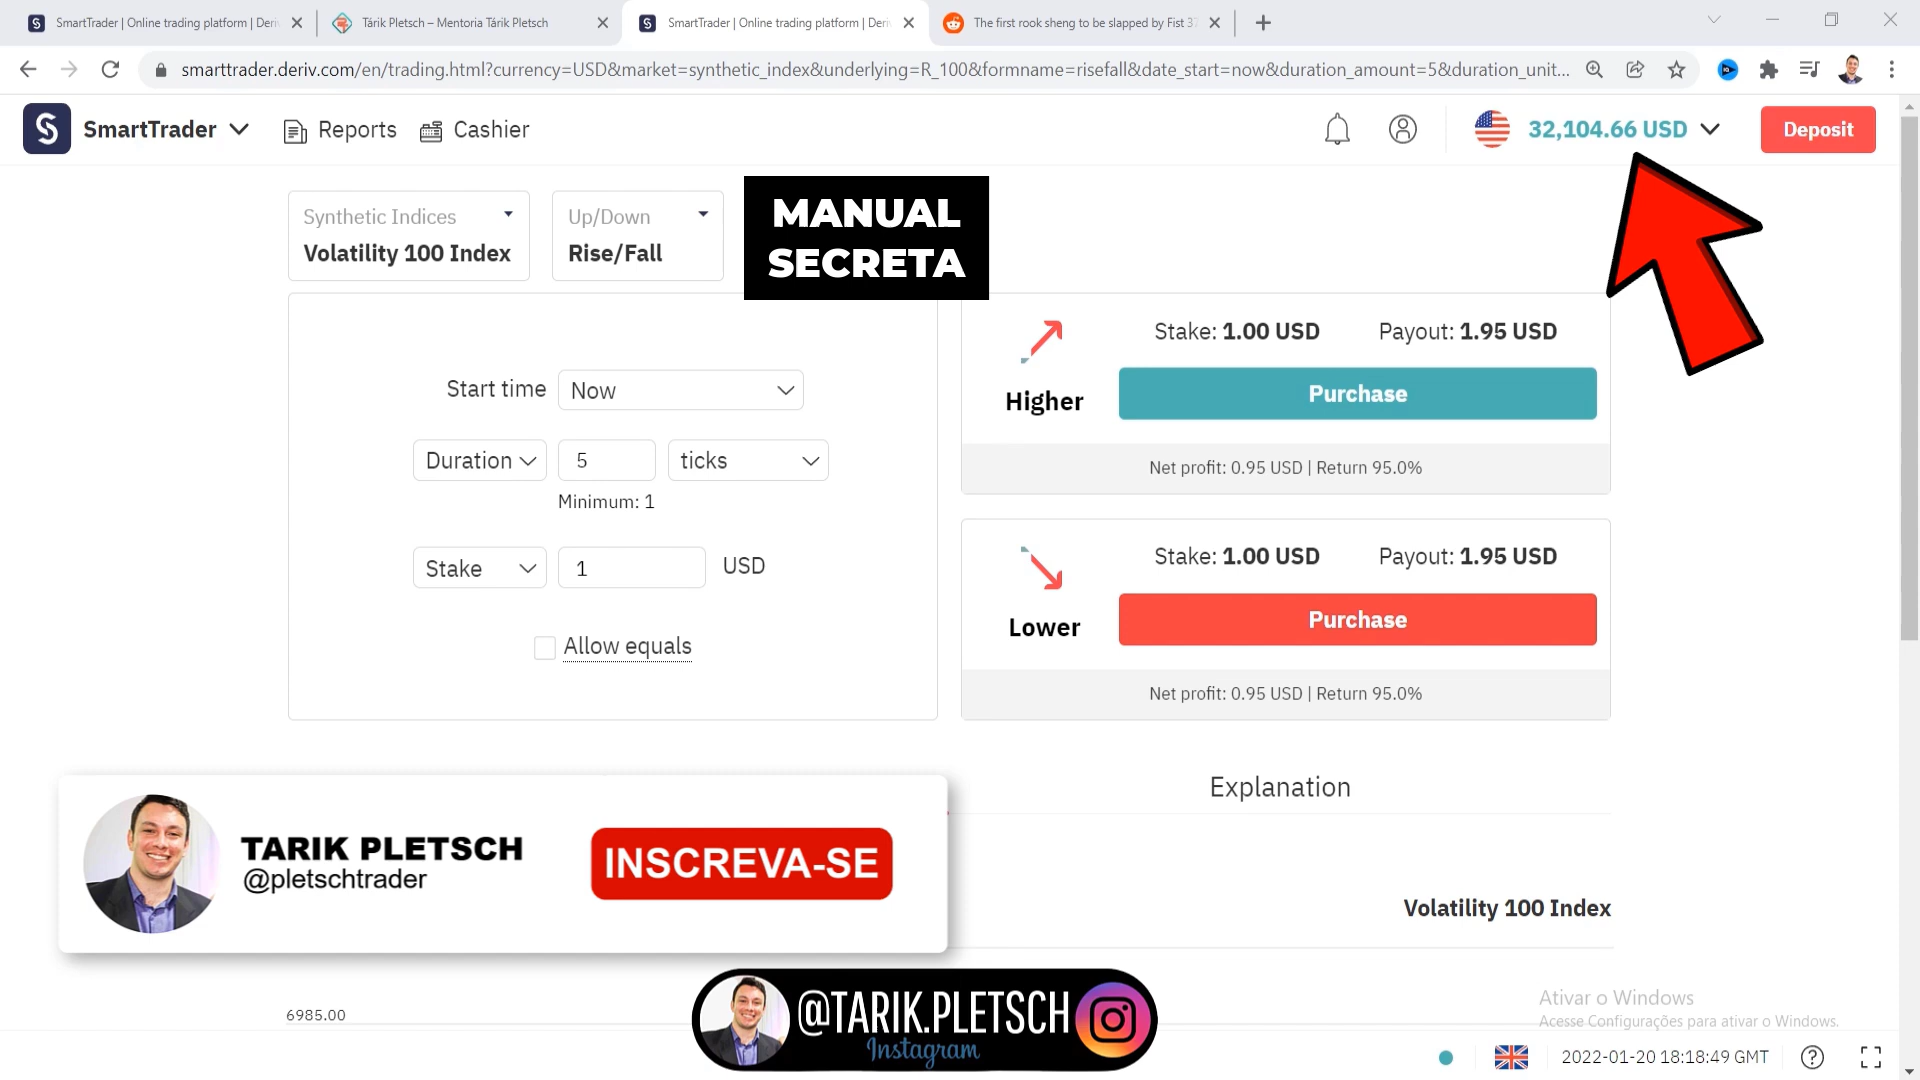 SmartTrader | Online trading platform | Deri
Tárik Pletsch – Mentoria Tárik Pletsch
SmartTrader | Online trading platform | Deri
The first rook sheng to be slapped by Fist 37
smarttrader.deriv.com/en/trading.html?currency=USD&market=synthetic_index&underlying=R_100&formname=risefall&date_start=now&duration_amount=5&duration_unit...
SmartTrader
Reports
Cashier
32,104.66 USD
Deposit
Synthetic Indices
Volatility 100 Index
Up/Down
Rise/Fall
MANUAL
SECRETA
Start time
Now
Duration
5
ticks
Minimum: 1
Stake
1
USD
Allow equals
Stake: 1.00 USD
Payout: 1.95 USD
Higher
Purchase
Net profit: 0.95 USD | Return 95.0%
Stake: 1.00 USD
Payout: 1.95 USD
Lower
Purchase
Net profit: 0.95 USD | Return 95.0%
Explanation
TARIK PLETSCH
@pletschtrader
INSCREVA-SE
Volatility 100 Index
6985.00
@TARIK.PLETSCH
Instagram
Ativar o Windows
Acesse Configurações para ativar o Windows.
2022-01-20 18:18:49 GMT